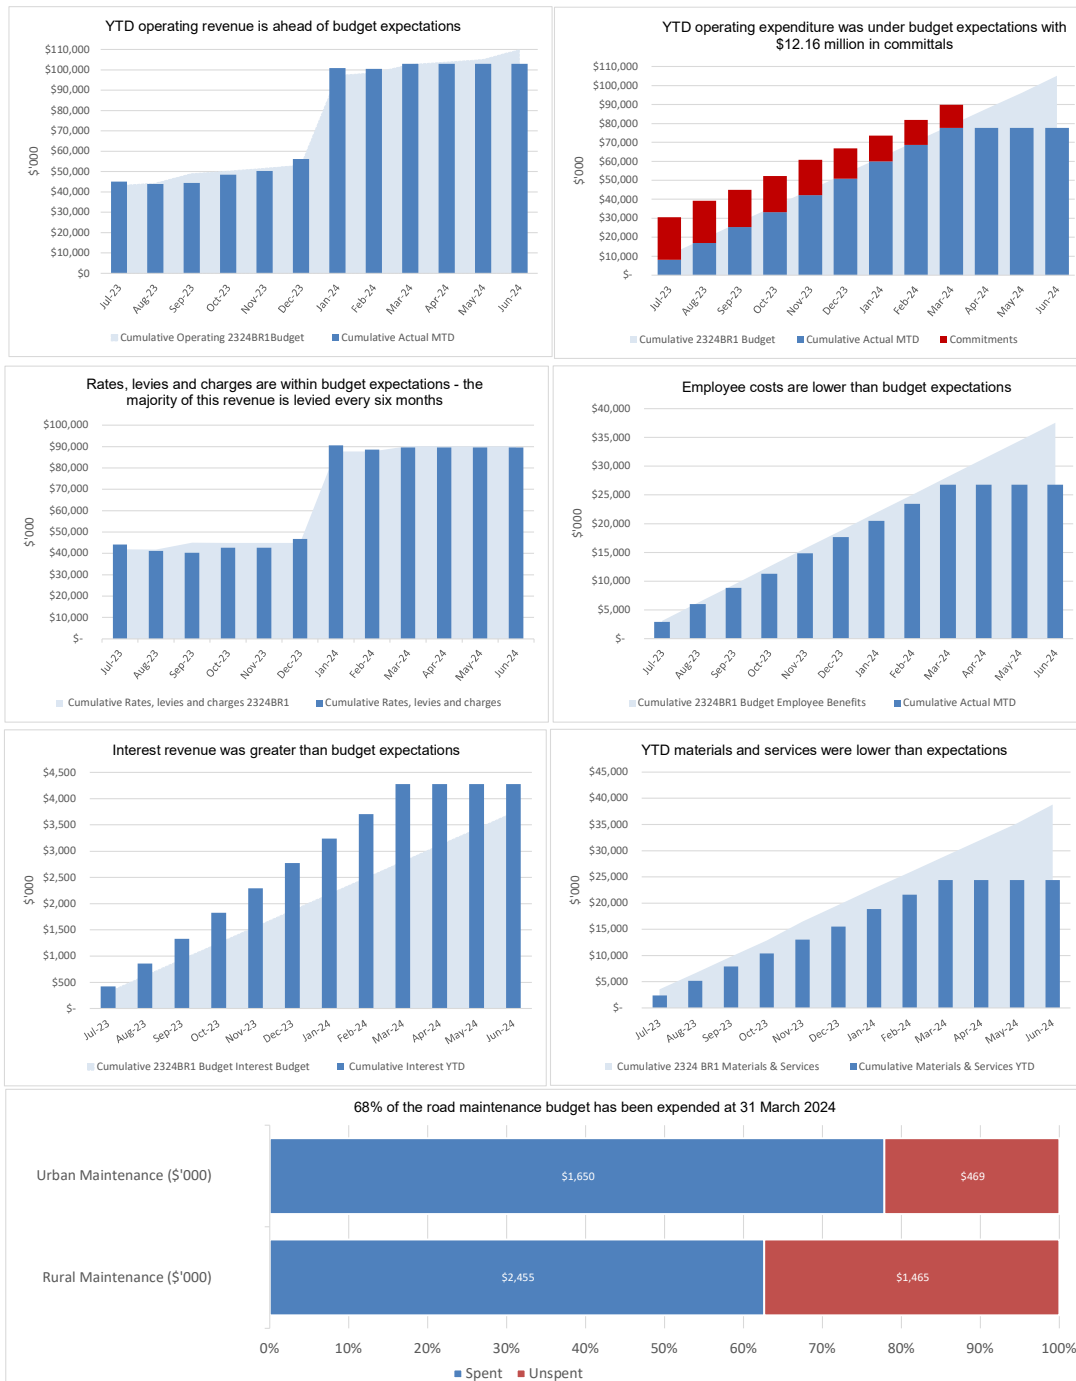 YTD operating revenue is ahead of budget expectations
$110,000
$100,000
$90,000
$80,000
$70,000
$60,000
$50,000
$40,000
$30,000
$20,000
$10,000
$0
$'000
Jul-23
Aug-23
Sep-23
Oct-23
Nov-23
Dec-23
Jan-24
Feb-24
Mar-24
Apr-24
May-24
Jun-24
Cumulative Operating 2324BR1Budget
Cumulative Actual MTD
YTD operating expenditure was under budget expectations with
$12.16 million in committals
$110,000
$100,000
$90,000
$80,000
$70,000
$60,000
$50,000
$40,000
$30,000
$20,000
$10,000
$-
$'000
Jul-23
Aug-23
Sep-23
Oct-23
Nov-23
Dec-23
Jan-24
Feb-24
Mar-24
Apr-24
May-24
Jun-24
Cumulative 2324BR1 Budget
Cumulative Actual MTD
Commitments
Rates, levies and charges are within budget expectations - the
majority of this revenue is levied every six months
$100,000
$90,000
$80,000
$70,000
$60,000
$50,000
$40,000
$30,000
$20,000
$10,000
$-
$'000
Jul-23
Aug-23
Sep-23
Oct-23
Nov-23
Dec-23
Jan-24
Feb-24
Mar-24
Apr-24
May-24
Jun-24
Cumulative Rates, levies and charges 2324BR1
Cumulative Rates, levies and charges
Employee costs are lower than budget expectations
$40,000
$35,000
$30,000
$25,000
$20,000
$15,000
$10,000
$5,000
$-
$'000
Jul-23
Aug-23
Sep-23
Oct-23
Nov-23
Dec-23
Jan-24
Feb-24
Mar-24
Apr-24
May-24
Jun-24
Cumulative 2324BR1 Budget Employee Benefits
Cumulative Actual MTD
Interest revenue was greater than budget expectations
$4,500
$4,000
$3,500
$3,000
$2,500
$2,000
$1,500
$1,000
$500
$-
$'000
Jul-23
Aug-23
Sep-23
Oct-23
Nov-23
Dec-23
Jan-24
Feb-24
Mar-24
Apr-24
May-24
Jun-24
Cumulative 2324BR1 Budget Interest Budget
Cumulative Interest YTD
YTD materials and services were lower than expectations
$45,000
$40,000
$35,000
$30,000
$25,000
$20,000
$15,000
$10,000
$5,000
$-
$'000
Jul-23
Aug-23
Sep-23
Oct-23
Nov-23
Dec-23
Jan-24
Feb-24
Mar-24
Apr-24
May-24
Jun-24
Cumulative 2324 BR1 Materials & Services
Cumulative Materials & Services YTD
68% of the road maintenance budget has been expended at 31 March 2024
Urban Maintenance ($'000)
$1,650
$469
Rural Maintenance ($'000)
$2,455
$1,465
0%
10%
20%
30%
40%
50%
60%
70%
80%
90%
100%
Spent
Unspent